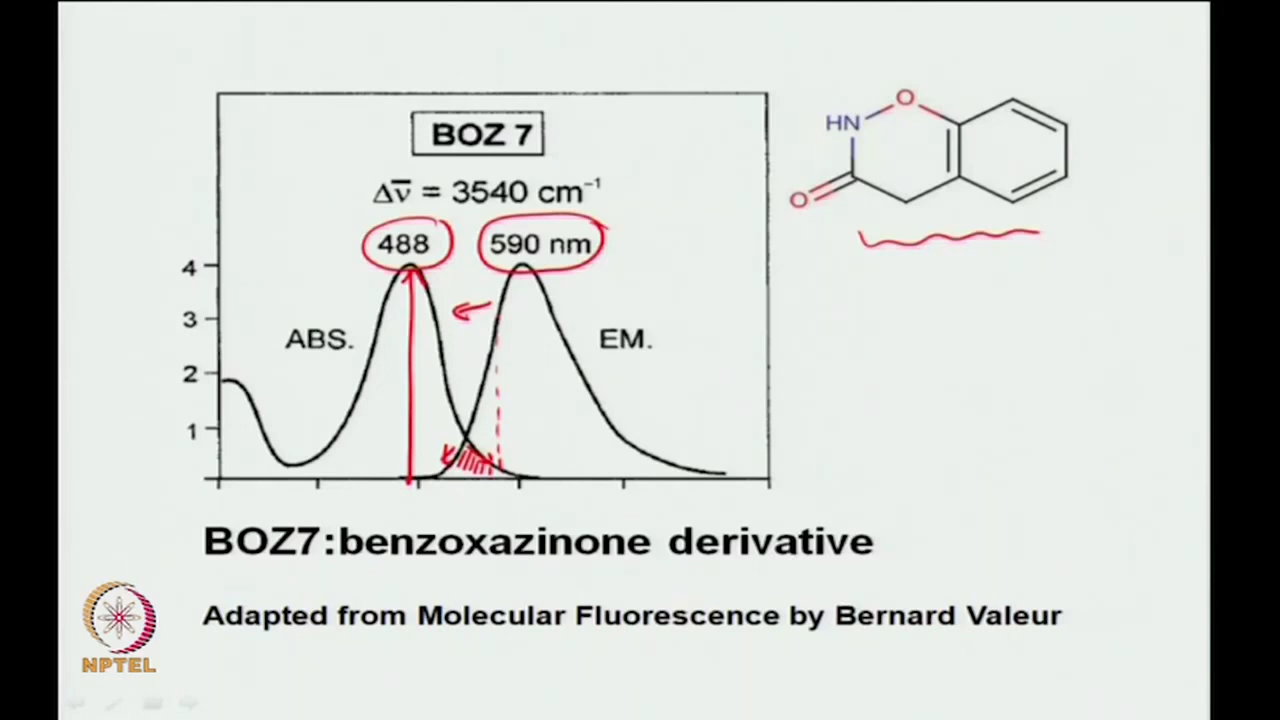 BOZ 7
Δν̅ = 3540 cm⁻¹
488
590 nm
4
3
2
1
ABS.
EM.
O
HN
O
BOZ7:benzoxazinone derivative
Adapted from Molecular Fluorescence by Bernard Valeur
NPTEL